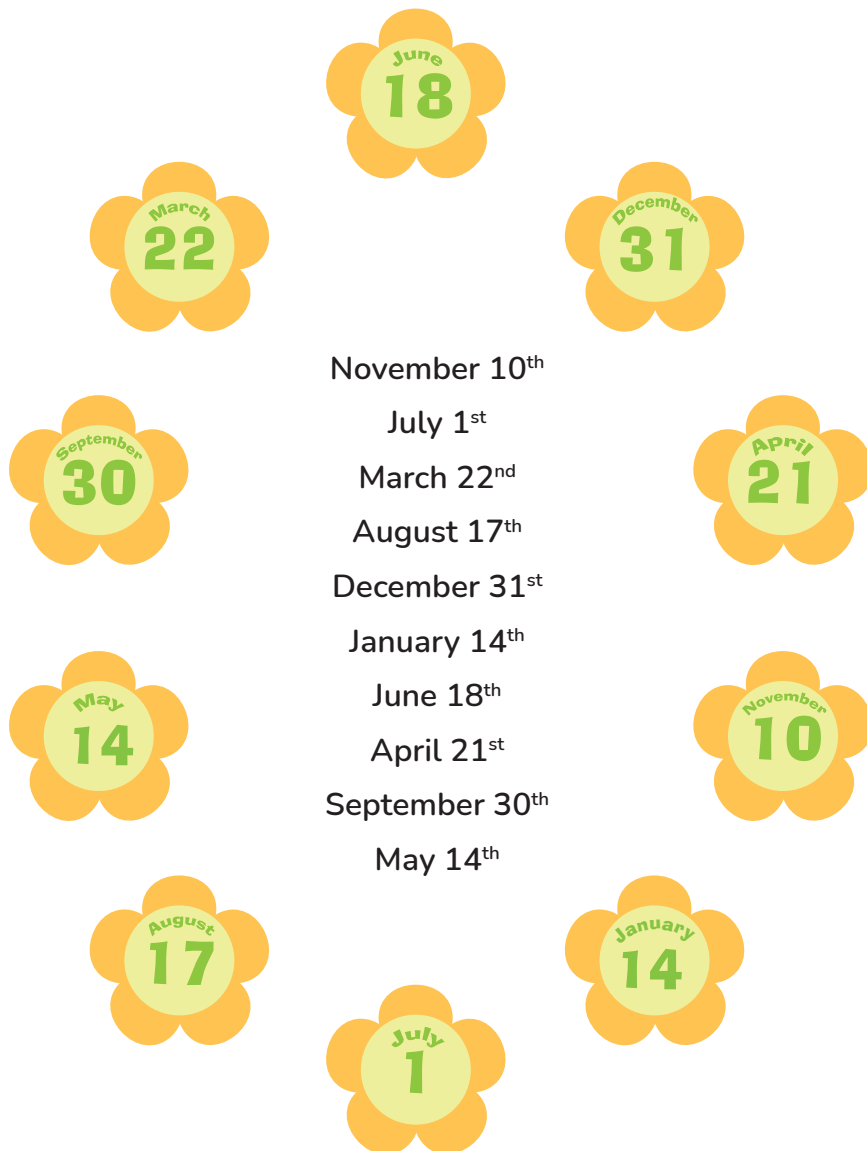 June
18
March
22
December
31
November 10th
July 1st
March 22nd
August 17th
December 31st
January 14th
June 18th
April 21st
September 30th
May 14th
September
30
April
21
May
14
November
10
August
17
January
14
July
1